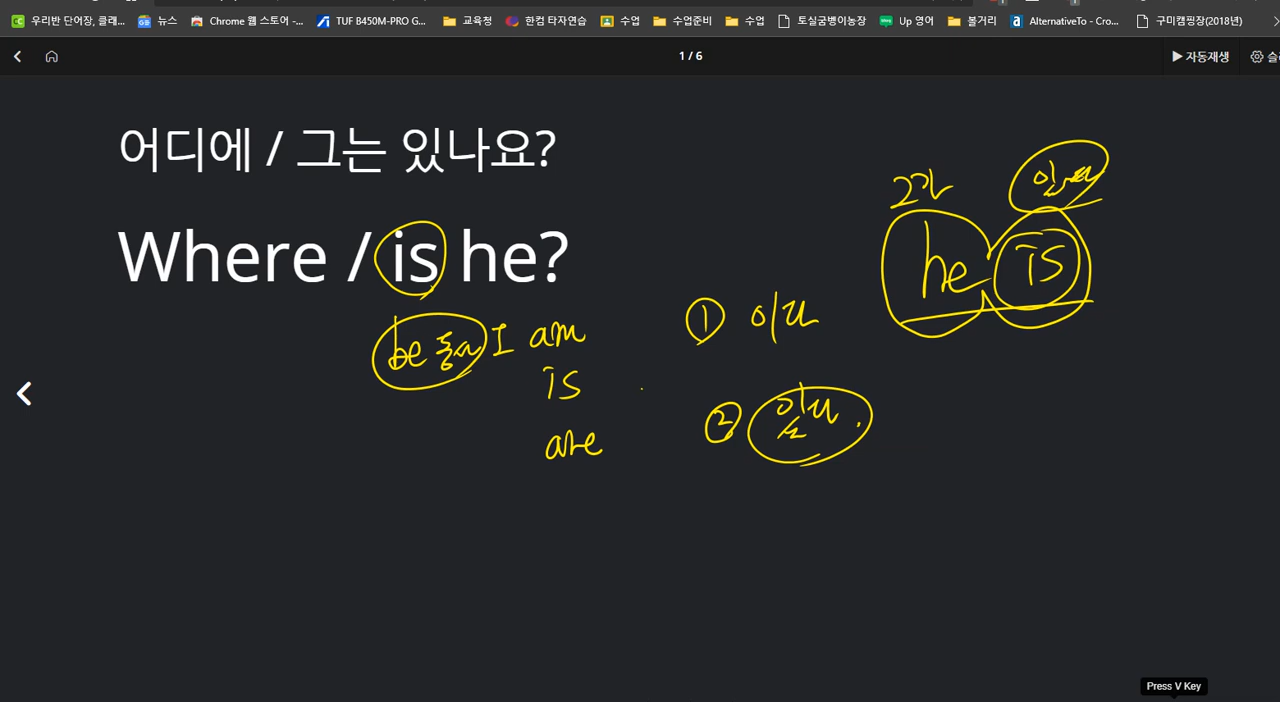 우리반 단어장, 클래... 뉴스 Chrome 웹 스토어 -... TUF B450M-PRO G... 교육청 한컴 타자연습 수업 수업준비 수업 토실굼벵이농장 Up 영어 볼거리 AlternativeTo - Cro... 구미캠핑장(2018년)
1 / 6
▶ 자동재생
어디에 / 그는 있나요?
그가 있다
Where / is he?
he is
① 이다
be 동사 I am
is
② 있다.
are
Press V Key